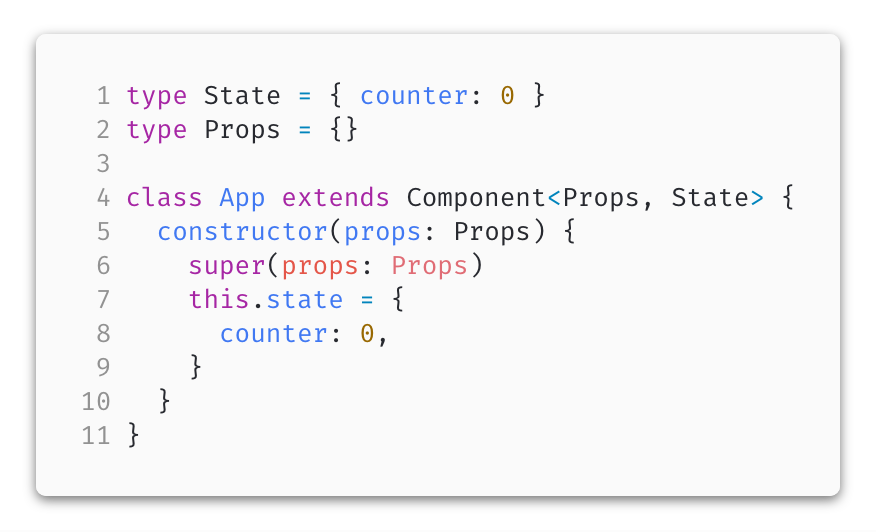 1 type State = { counter: 0 }
2 type Props = {}
3
4 class App extends Component<Props, State> {
5   constructor(props: Props) {
6     super(props: Props)
7     this.state = {
8       counter: 0,
9     }
10   }
11 }